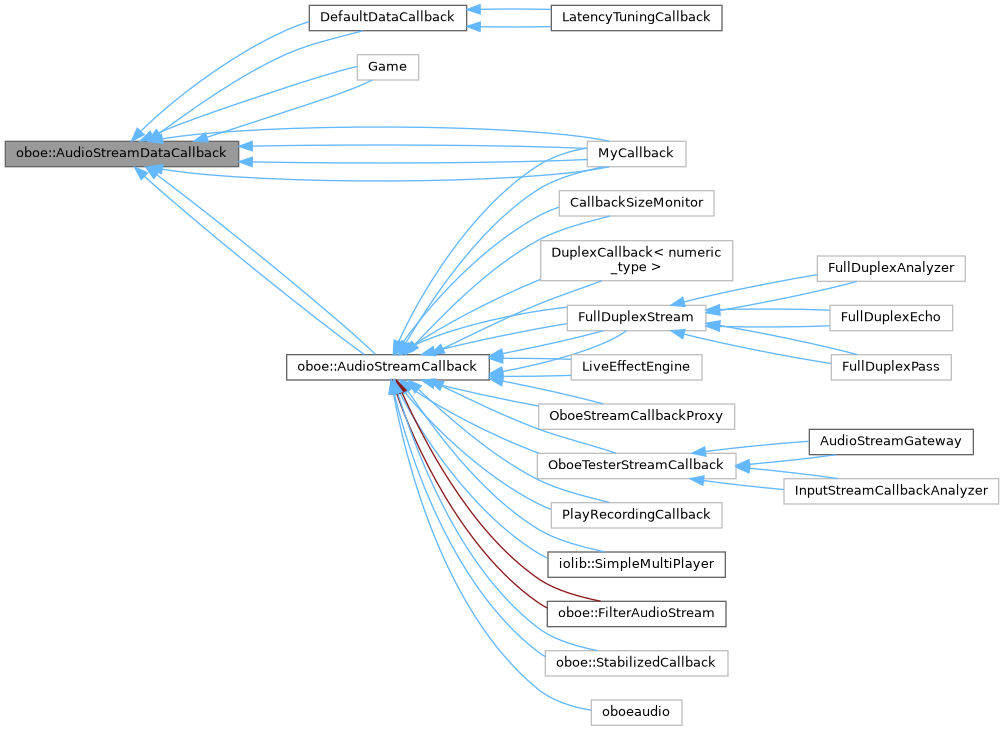 DefaultDataCallback
LatencyTuningCallback
Game
oboe::AudioStreamDataCallback
MyCallback
CallbackSizeMonitor
DuplexCallback< numeric
_type >
FullDuplexAnalyzer
FullDuplexStream
FullDuplexEcho
oboe::AudioStreamCallback
LiveEffectEngine
FullDuplexPass
OboeStreamCallbackProxy
AudioStreamGateway
OboeTesterStreamCallback
InputStreamCallbackAnalyzer
PlayRecordingCallback
iolib::SimpleMultiPlayer
oboe::FilterAudioStream
oboe::StabilizedCallback
oboeaudio